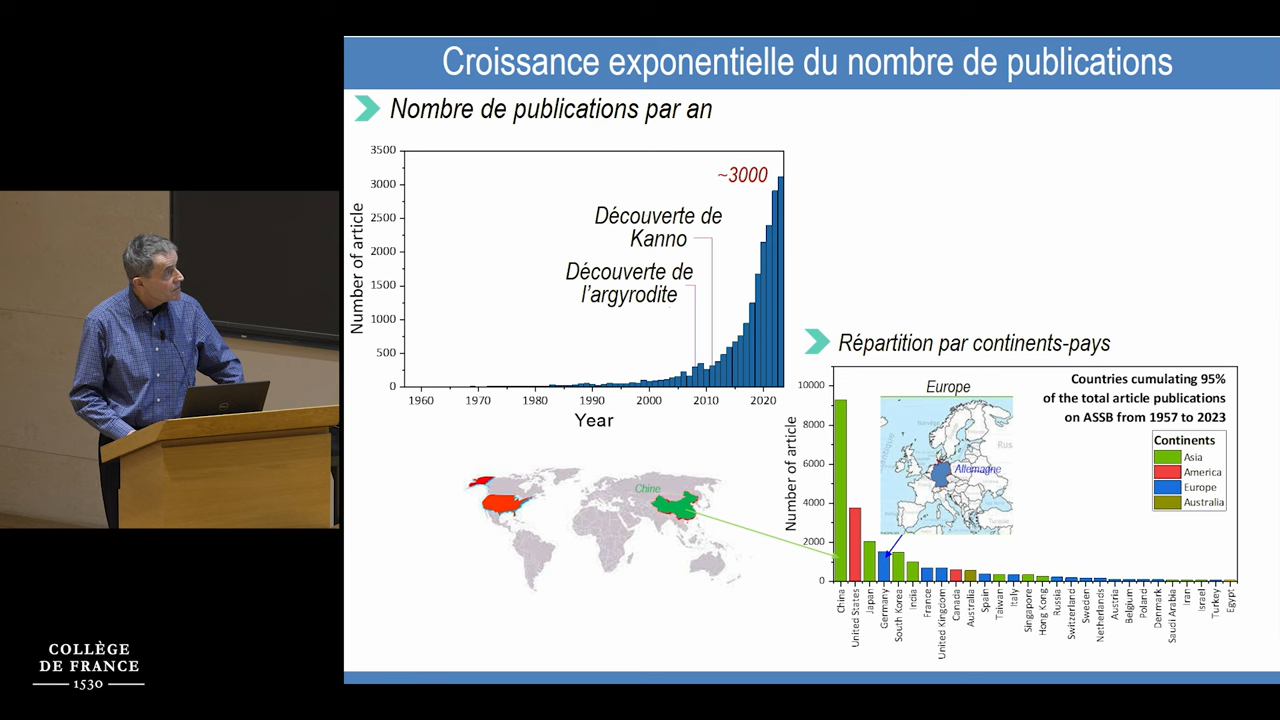 Croissance exponentielle du nombre de publications
Nombre de publications par an
3500
3000
2500
2000
1500
1000
500
0
Number of article
~3000
Découverte de
Kanno
Découverte de
l'argyrodite
1960
1970
1980
1990
2000
2010
2020
Year
Chine
Répartition par continents-pays
10000
8000
6000
4000
2000
0
Number of article
Europe
Allemagne
Countries cumulating 95%
of the total article publications
on ASSB from 1957 to 2023
Continents
Asia
America
Europe
Australia
China
United States
Japan
Germany
South Korea
India
France
United Kingdom
Canada
Australia
Spain
Taiwan
Italy
Singapore
Hong Kong
Russia
Switzerland
Sweden
Netherlands
Austria
Belgium
Poland
Denmark
Saudi Arabia
Iran
Israel
Turkey
Egypt
COLLÈGE
DE FRANCE
1530